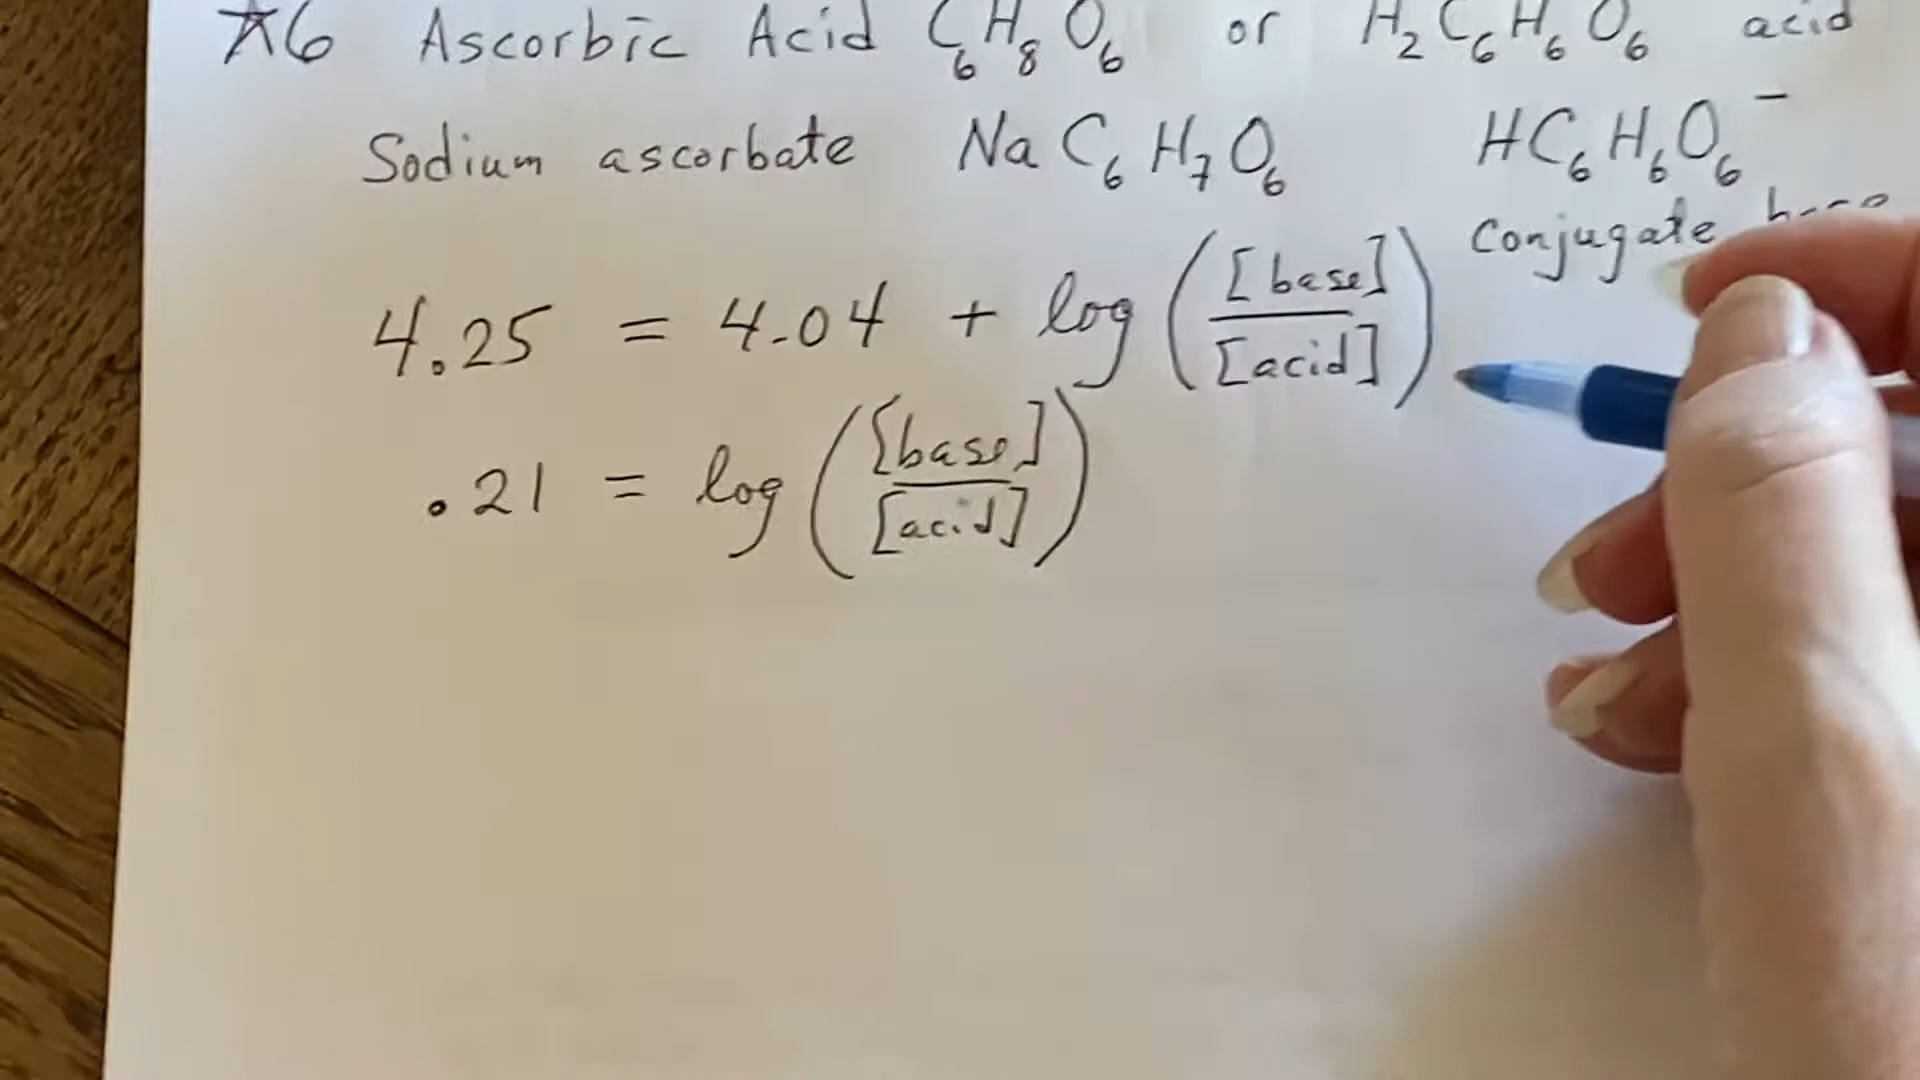 ☆6 Ascorbic Acid C₆H₈O₆ or H₂C₆H₆O₆ acid
Sodium ascorbate NaC₆H₇O₆ HC₆H₆O₆⁻
conjugate
4.25 = 4.04 + log([base]/[acid])
.21 = log([base]/[acid])